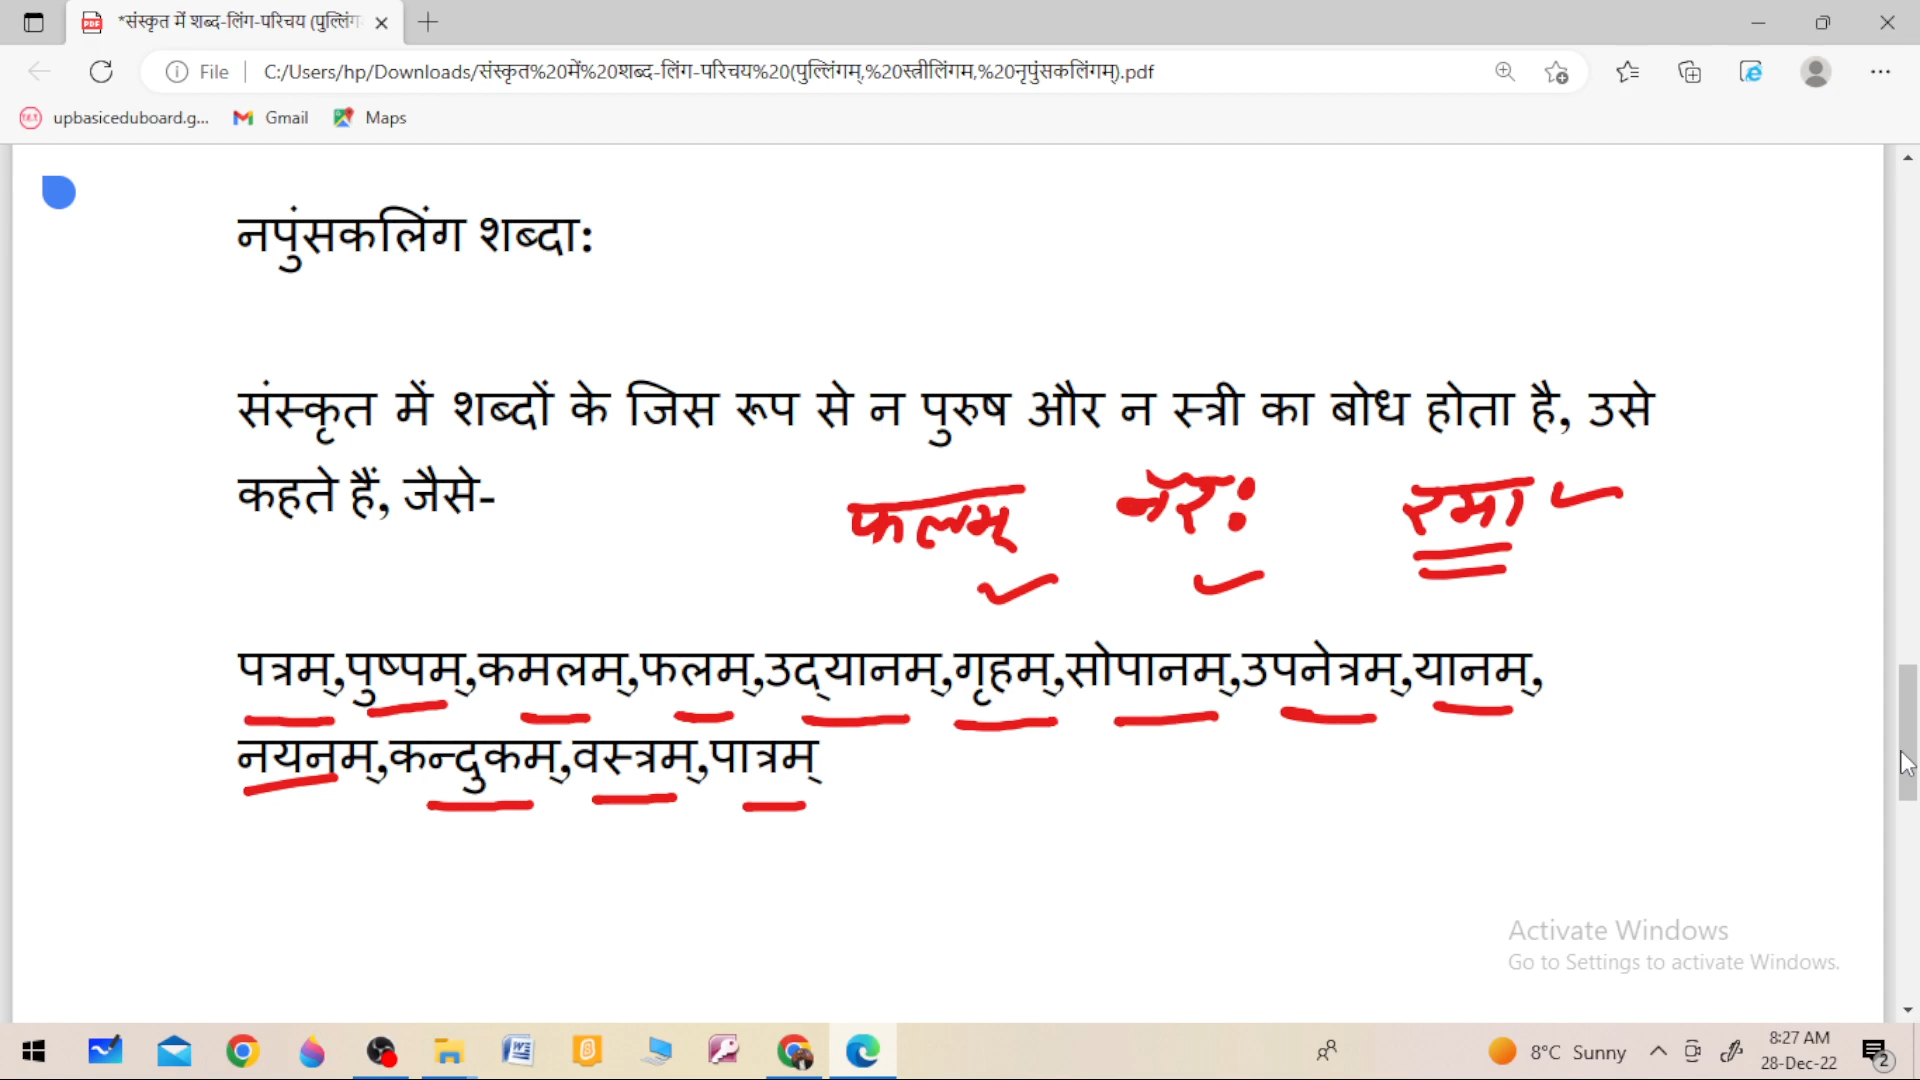 *संस्कृत में शब्द-लिंग-परिचय (पुल्लिंग
File
C:/Users/hp/Downloads/संस्कृत%20में%20शब्द-लिंग-परिचय%20(पुल्लिंगम्,%20स्त्रीलिंगम,%20नृपुंसकलिंगम्).pdf
upbasiceduboard.g... Gmail Maps
नपुंसकलिंग शब्दा:
संस्कृत में शब्दों के जिस रूप से न पुरुष और न स्त्री का बोध होता है, उसे
कहते हैं, जैसे-
फलम् नर: रमा
पत्रम्,पुष्पम्,कमलम्,फलम्,उद्यानम्,गृहम्,सोपानम्,उपनेत्रम्,यानम्,
नयनम्,कन्दुकम्,वस्त्रम्,पात्रम्
Activate Windows
Go to Settings to activate Windows.
8°C Sunny
8:27 AM
28-Dec-22
2